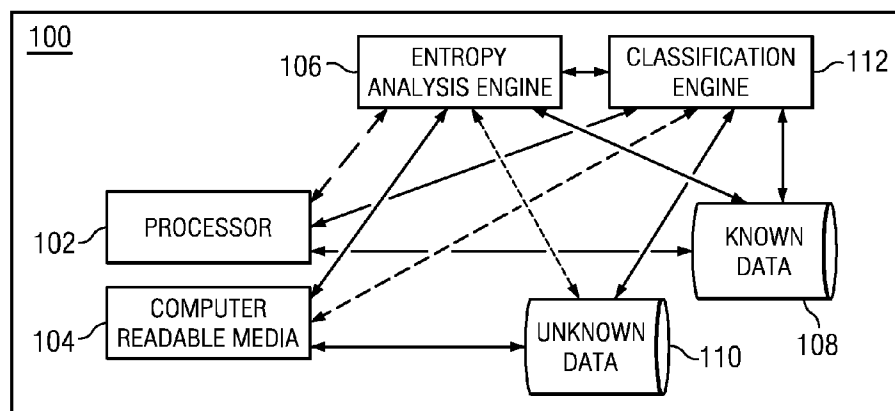 100
106
ENTROPY
ANALYSIS ENGINE
CLASSIFICATION
ENGINE
112
102
PROCESSOR
KNOWN
DATA
108
104
COMPUTER
READABLE MEDIA
UNKNOWN
DATA
110